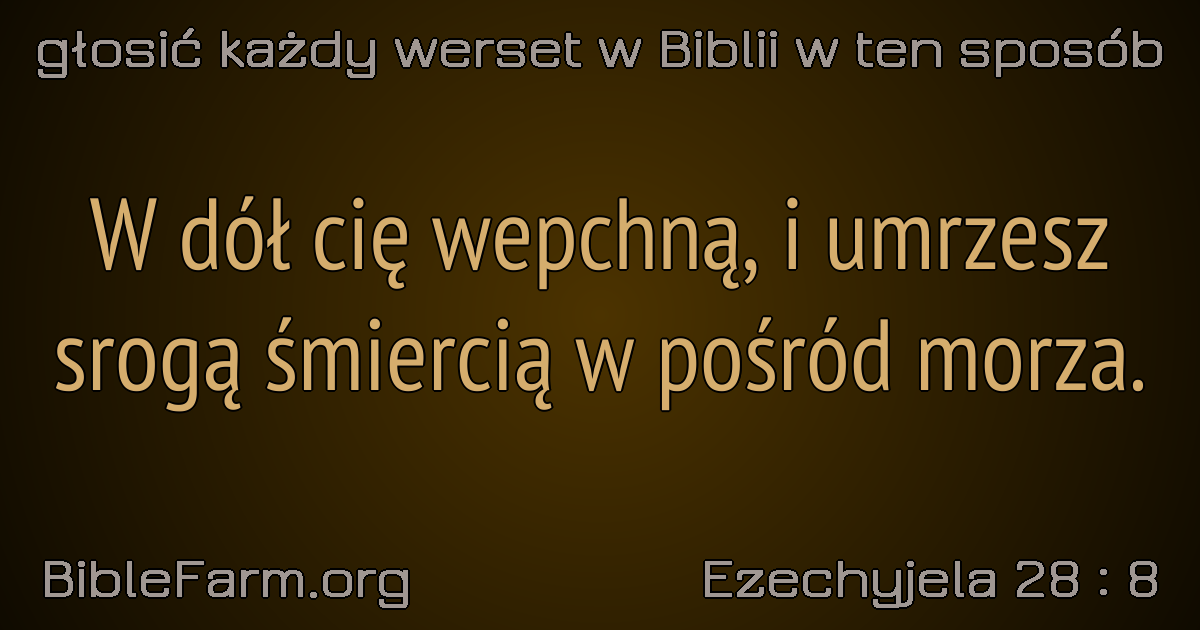 głosić każdy werset w Biblii w ten sposób
W dół cię wepchną, i umrzesz
srogą śmiercią w pośród morza.
BibleFarm.org
Ezechyjela 28 : 8